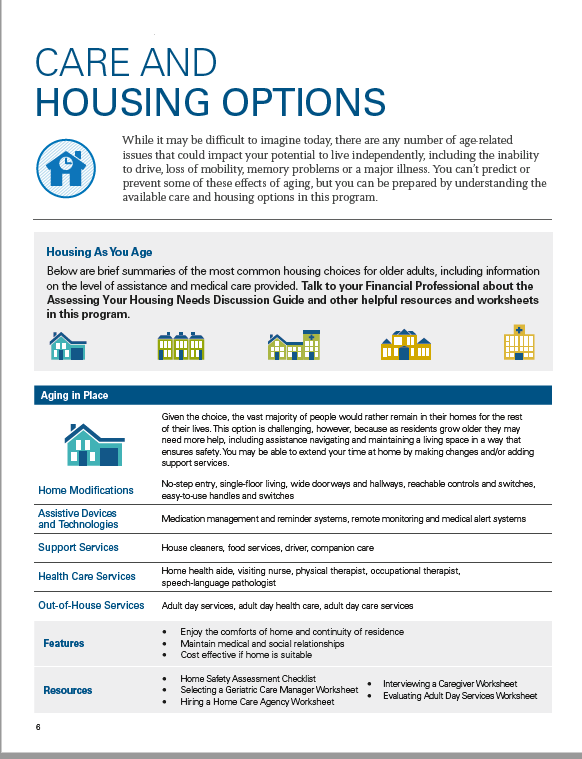 CARE AND
HOUSING OPTIONS
While it may be difficult to imagine today, there are any number of age-related
issues that could impact your potential to live independently, including the inability
to drive, loss of mobility, memory problems or a major illness. You can't predict or
prevent some of these effects of aging, but you can be prepared by understanding the
available care and housing options in this program.
Housing As You Age
Below are brief summaries of the most common housing choices for older adults, including information
on the level of assistance and medical care provided. Talk to your Financial Professional about the
Assessing Your Housing Needs Discussion Guide and other helpful resources and worksheets
in this program.
Aging in Place
Given the choice, the vast majority of people would rather remain in their homes for the rest
of their lives. This option is challenging, however, because as residents grow older they may
need more help, including assistance navigating and maintaining a living space in a way that
ensures safety. You may be able to extend your time at home by making changes and/or adding
support services.
Home Modifications
No-step entry, single-floor living, wide doorways and hallways, reachable controls and switches,
easy-to-use handles and switches
Assistive Devices
and Technologies
Medication management and reminder systems, remote monitoring and medical alert systems
Support Services
House cleaners, food services, driver, companion care
Health Care Services
Home health aide, visiting nurse, physical therapist, occupational therapist,
speech-language pathologist
Out-of-House Services
Adult day services, adult day health care, adult day care services
Features
• Enjoy the comforts of home and continuity of residence
• Maintain medical and social relationships
• Cost effective if home is suitable
Resources
• Home Safety Assessment Checklist
• Selecting a Geriatric Care Manager Worksheet
• Hiring a Home Care Agency Worksheet
• Interviewing a Caregiver Worksheet
• Evaluating Adult Day Services Worksheet
6